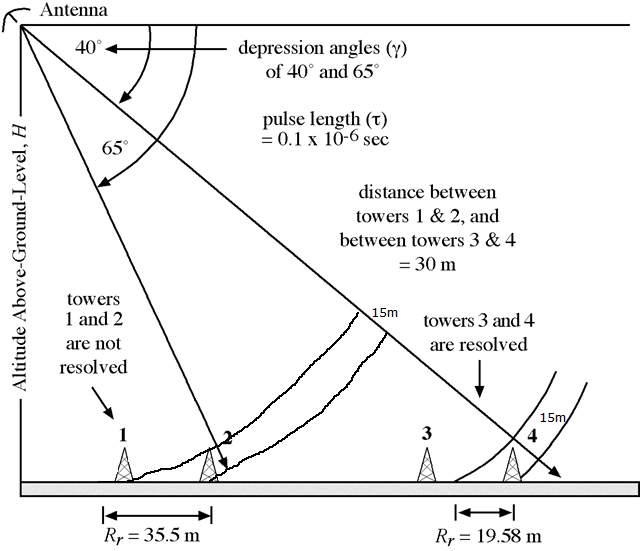 Antenna
40°
depression angles (γ)
of 40° and 65°
pulse length (τ)
= 0.1 x 10-6 sec
65°
Altitude Above-Ground-Level, H
distance between
towers 1 & 2, and
between towers 3 & 4
= 30 m
towers
1 and 2
are not
resolved
15m
towers 3 and 4
are resolved
15m
1
2
3
4
Rr = 35.5 m
Rr = 19.58 m